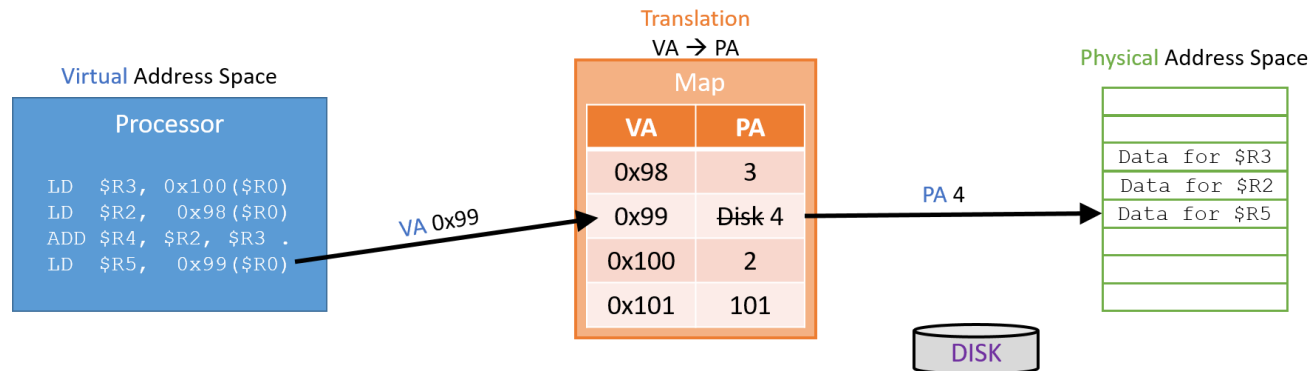 Translation
VA → PA
Virtual Address Space
Physical Address Space
Processor
LD $R3, 0x100($R0)
LD $R2, 0x98($R0)
ADD $R4, $R2, $R3 .
LD $R5, 0x99($R0)
VA 0x99
Map
VA PA
0x98 3
0x99 Disk 4
0x100 2
0x101 101
PA 4
Data for $R3
Data for $R2
Data for $R5
DISK